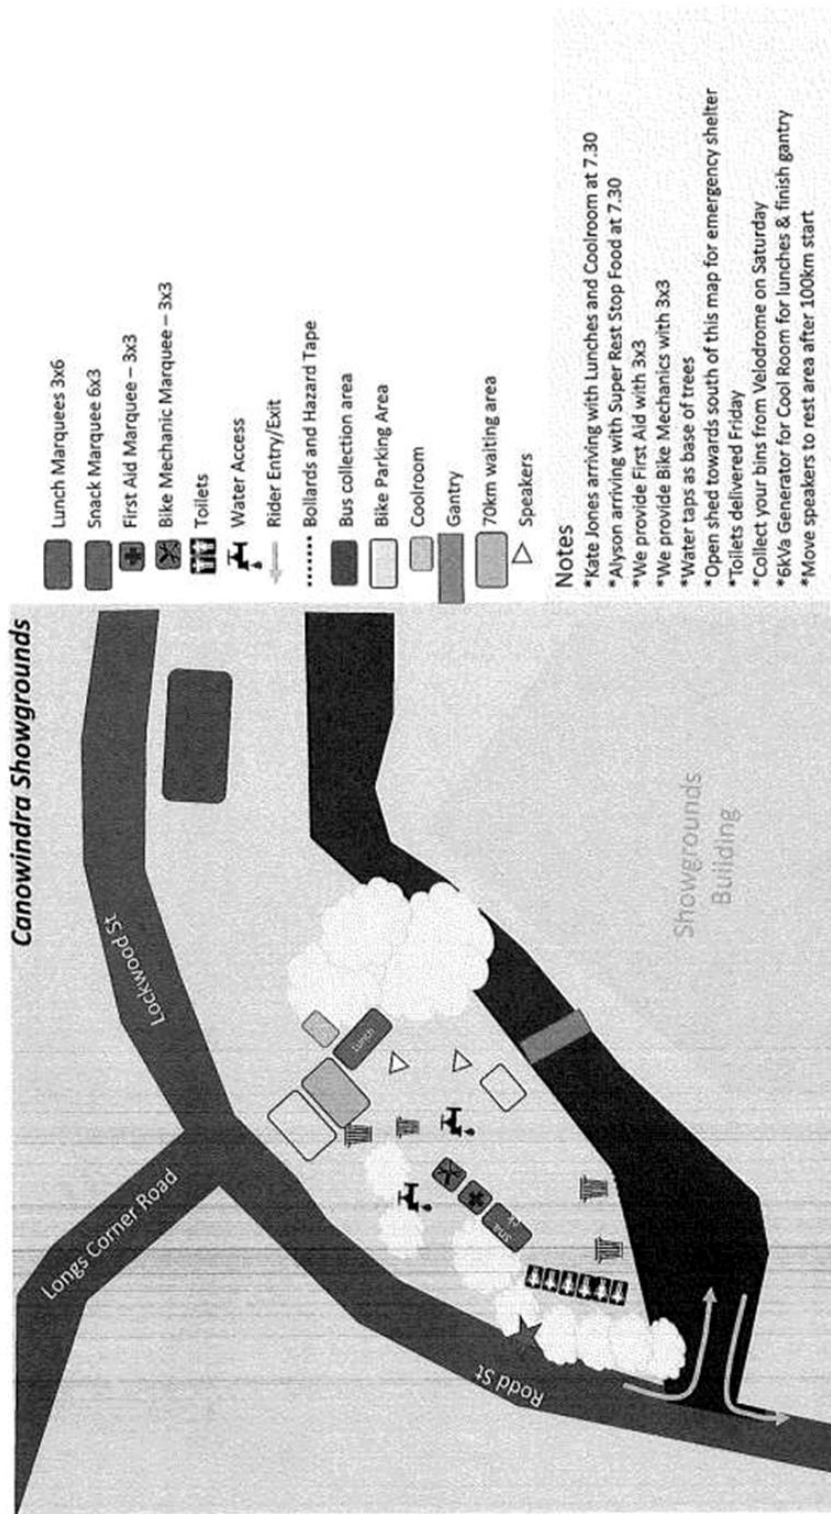 Canowindra Showgrounds
Longs Corner Road
Lockwood St
Rodd St
Lunch
Snk
Showgrounds
Building
Lunch Marquees 3x6
Snack Marquee 6x3
First Aid Marquee – 3x3
Bike Mechanic Marquee – 3x3
Toilets
Water Access
Rider Entry/Exit
Bollards and Hazard Tape
Bus collection area
Bike Parking Area
Coolroom
Gantry
70km waiting area
Speakers
Notes
*Kate Jones arriving with Lunches and Coolroom at 7.30
*Alyson arriving with Super Rest Stop Food at 7.30
*We provide First Aid with 3x3
*We provide Bike Mechanics with 3x3
*Water taps as base of trees
*Open shed towards south of this map for emergency shelter
*Toilets delivered Friday
*Collect your bins from Velodrome on Saturday
*6kVa Generator for Cool Room for lunches & finish gantry
*Move speakers to rest area after 100km start